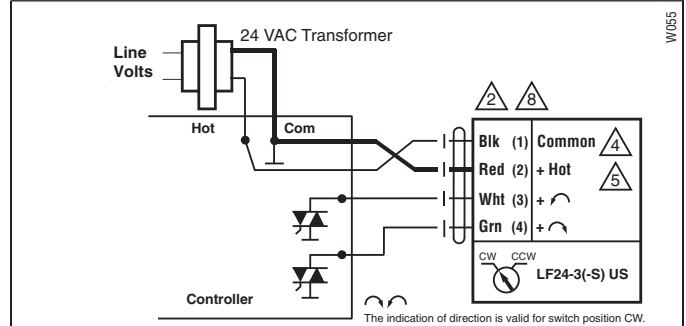 W055
24 VAC Transformer
Line
Volts
Hot
Com
2
8
Blk (1) Common
4
Red (2) + Hot
5
Wht (3) +
Grn (4) +
CW
CCW
LF24-3(-S) US
Controller
The indication of direction is valid for switch position CW.